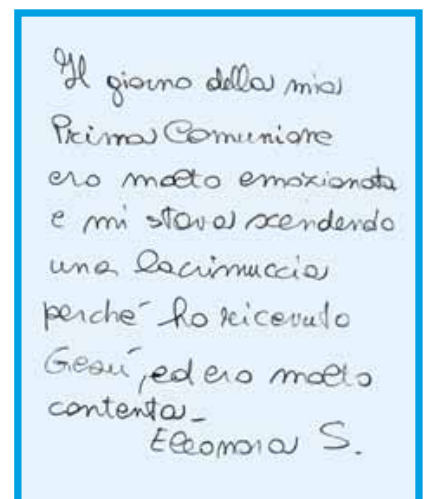 Il giorno della mia
Prima Comunione
ero molto emozionata
e mi stava scendendo
una lacrimuccia
perché ho ricevuto
Gesù, ed ero molto
contenta_
Eleonora S.